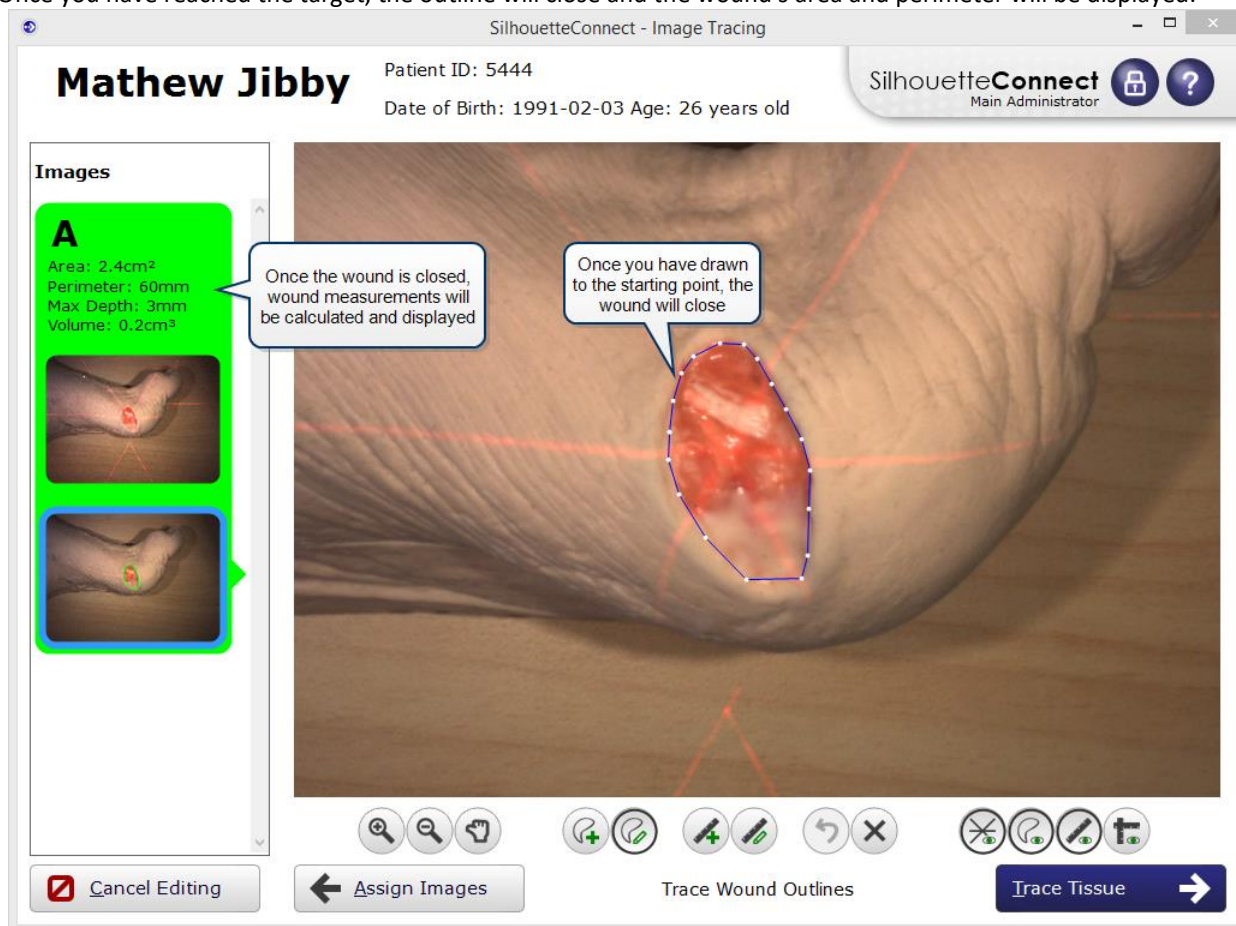 Once you have reached the target, the outline will close and the wound's area and perimeter will be displayed.
SilhouetteConnect - Image Tracing
Mathew Jibby
Patient ID: 5444
Date of Birth: 1991-02-03 Age: 26 years old
SilhouetteConnect
Main Administrator
?
Images
A
Area: 2.4cm²
Perimeter: 60mm
Max Depth: 3mm
Volume: 0.2cm³
Once the wound is closed,
wound measurements will
be calculated and displayed
Once you have drawn
to the starting point, the
wound will close
Cancel Editing
Assign Images
Trace Wound Outlines
Trace Tissue